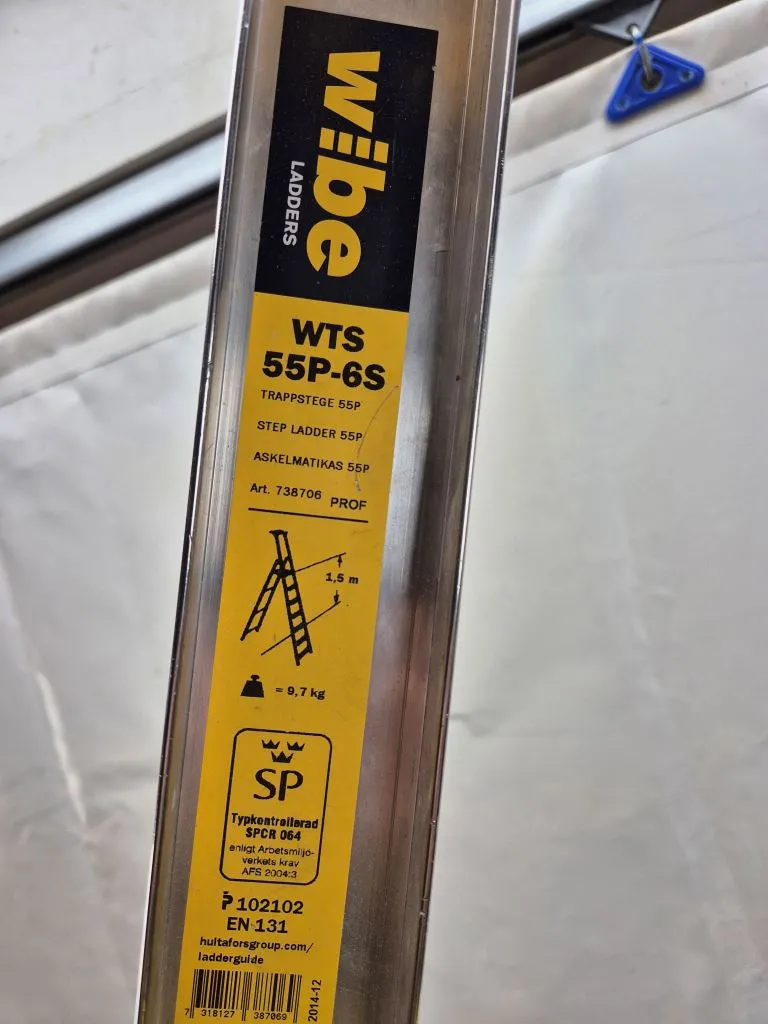 wibe
LADDERS
WTS
55P-6S
TRAPPSTEGE 55P
STEP LADDER 55P
ASKELMATIKAS 55P
Art. 738706 PROF
1,5 m
= 9,7 kg
SP
Typkontrollerad
SPCR 064
enligt Arbetsmiljö-
verkets krav
AFS 2004:3
P 102102
EN 131
hultaforsgroup.com/
ladderguide
7 318127 387069
2014-12